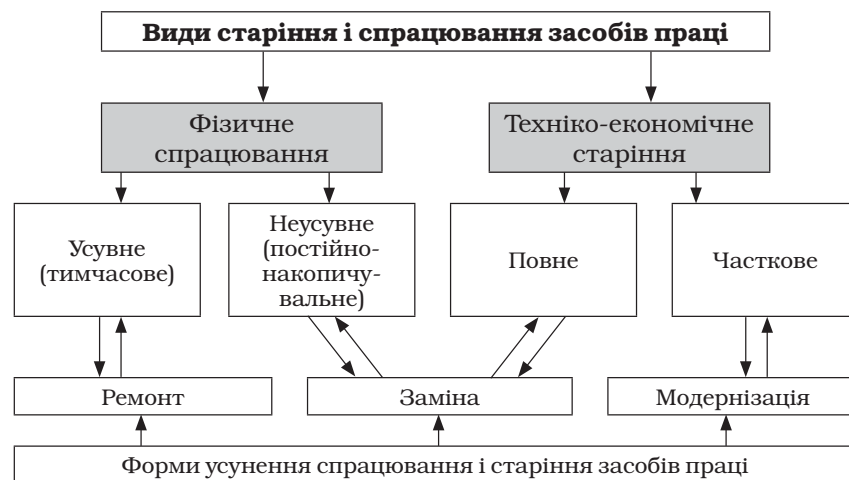 Види старіння і спрацювання засобів праці
Фізичне
спрацювання
Техніко-економічне
старіння
Усувне
(тимчасове)
Неусувне
(постійно-
накопичу-
вальне)
Повне
Часткове
Ремонт
Заміна
Модернізація
Форми усунення спрацювання і старіння засобів праці